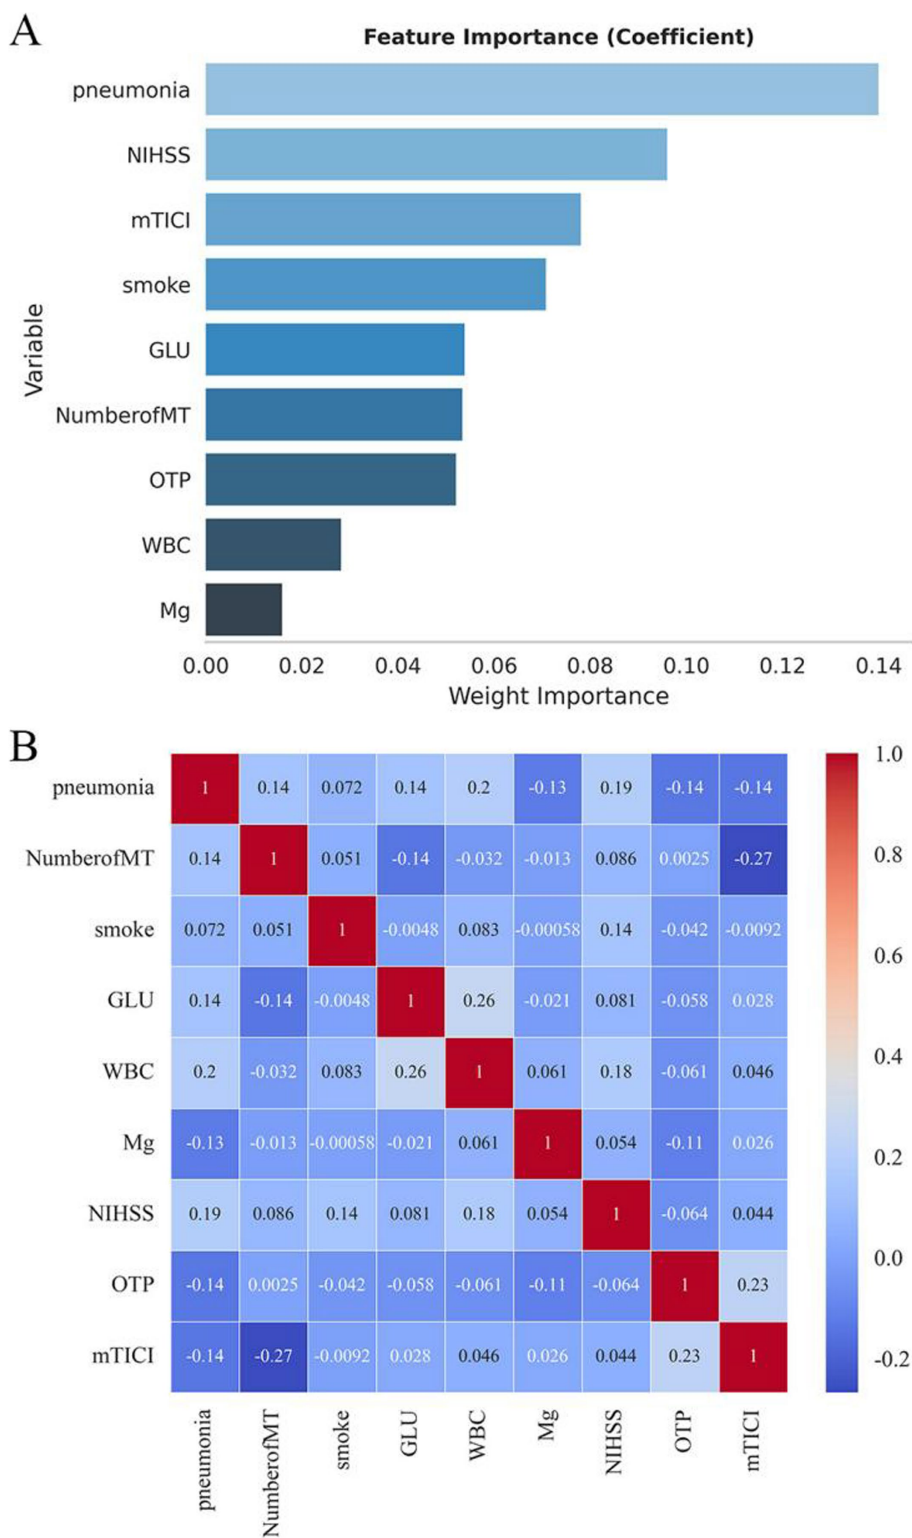 A
Feature Importance (Coefficient)
Variable
pneumonia
NIHSS
mTICI
smoke
GLU
NumberofMT
OTP
WBC
Mg
0.00 0.02 0.04 0.06 0.08 0.10 0.12 0.14
Weight Importance
B
pneumonia 1 0.14 0.072 0.14 0.2 -0.13 0.19 -0.14 -0.14
NumberofMT 0.14 1 0.051 -0.14 -0.032 -0.013 0.086 0.0025 -0.27
smoke 0.072 0.051 1 -0.0048 0.083 -0.00058 0.14 -0.042 -0.0092
GLU 0.14 -0.14 -0.0048 1 0.26 -0.021 0.081 -0.058 0.028
WBC 0.2 -0.032 0.083 0.26 1 0.061 0.18 -0.061 0.046
Mg -0.13 -0.013 -0.00058 -0.021 0.061 1 0.054 -0.11 0.026
NIHSS 0.19 0.086 0.14 0.081 0.18 0.054 1 -0.064 0.044
OTP -0.14 0.0025 -0.042 -0.058 -0.061 -0.11 -0.064 1 0.23
mTICI -0.14 -0.27 -0.0092 0.028 0.046 0.026 0.044 0.23 1
pneumonia NumberofMT smoke GLU WBC Mg NIHSS OTP mTICI
1.0
0.8
0.6
0.4
0.2
0.0
-0.2